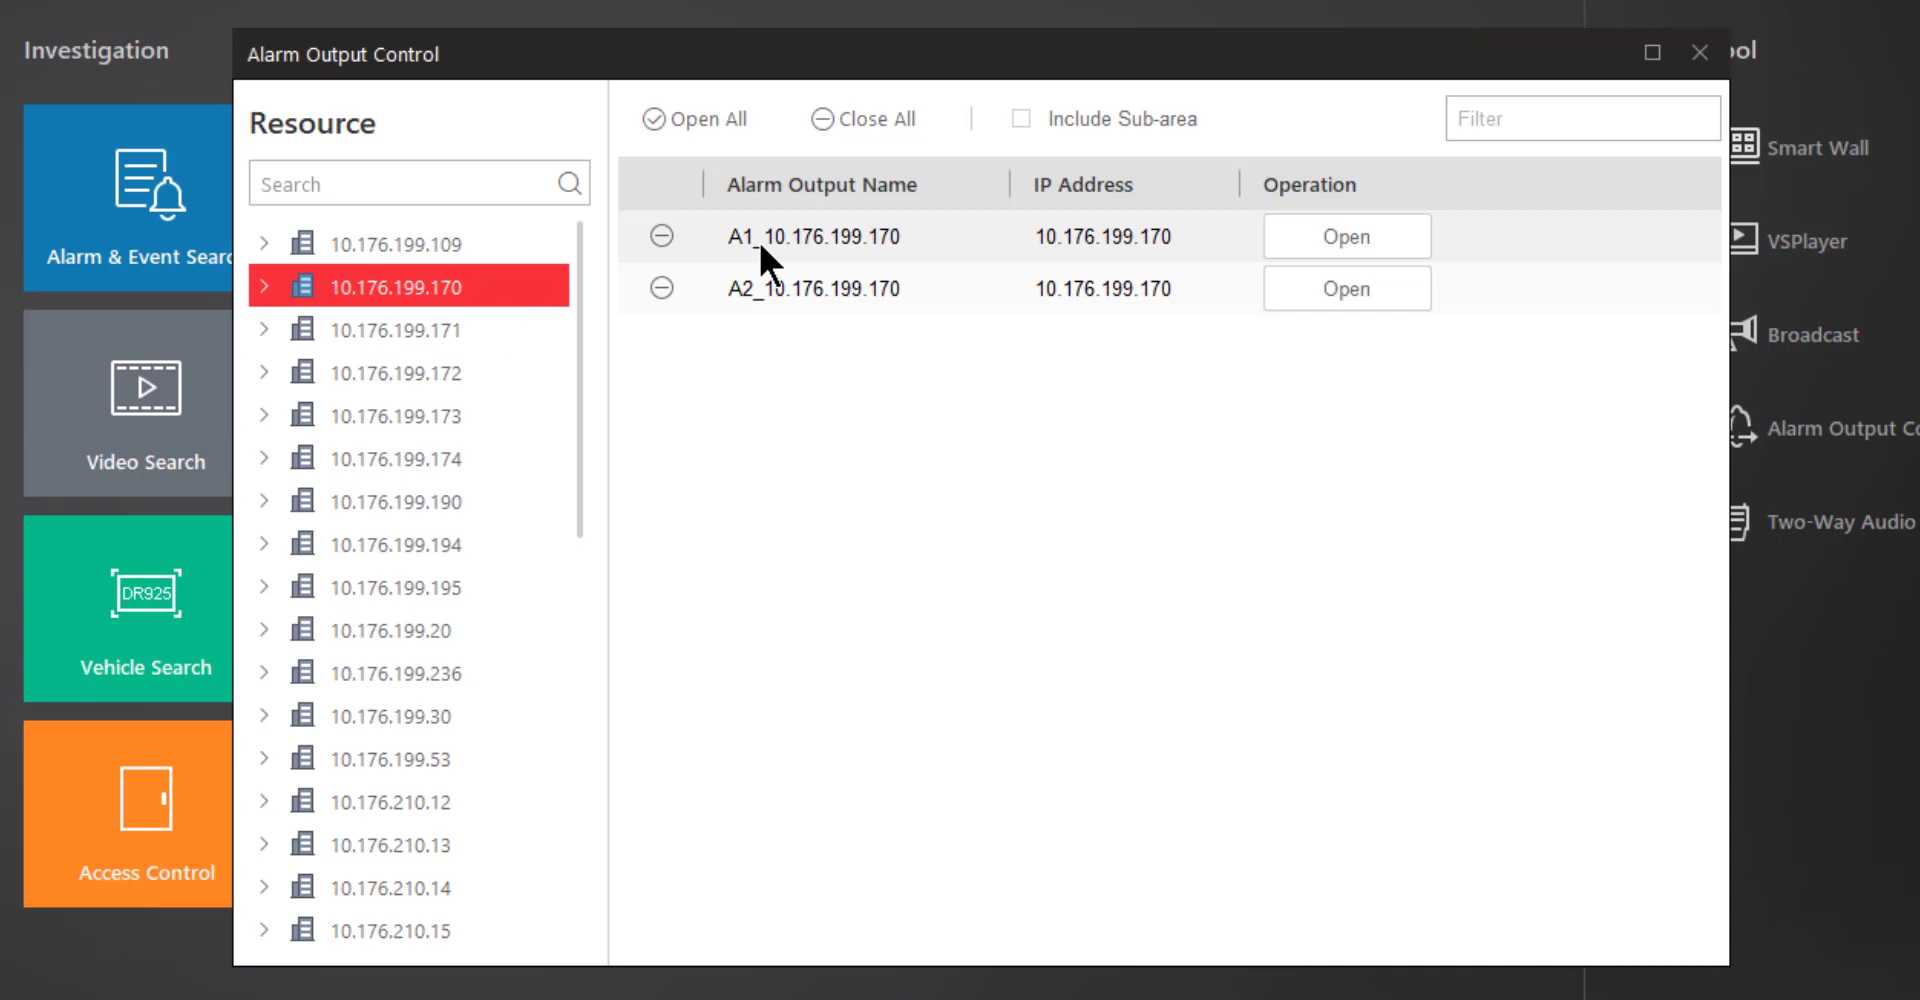 Investigation
Alarm & Event Searc
Video Search
DR925
Vehicle Search
Access Control
Alarm Output Control
Resource
Search
10.176.199.109
10.176.199.170
10.176.199.171
10.176.199.172
10.176.199.173
10.176.199.174
10.176.199.190
10.176.199.194
10.176.199.195
10.176.199.20
10.176.199.236
10.176.199.30
10.176.199.53
10.176.210.12
10.176.210.13
10.176.210.14
10.176.210.15
Open All Close All Include Sub-area Filter
Alarm Output Name IP Address Operation
A1_10.176.199.170 10.176.199.170 Open
A2_10.176.199.170 10.176.199.170 Open
ool
Smart Wall
VSPlayer
Broadcast
Alarm Output Co
Two-Way Audio